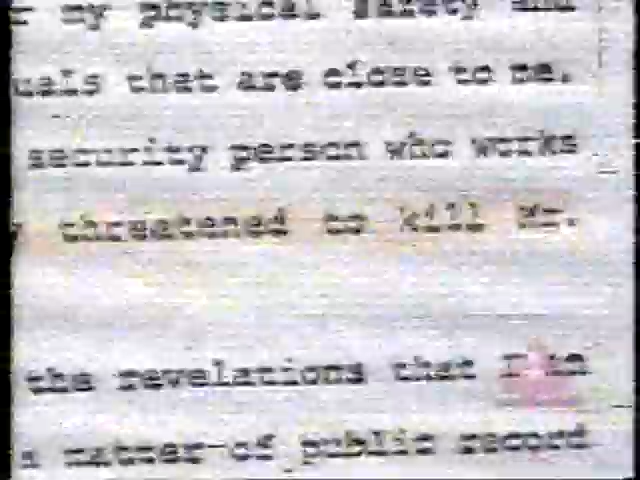 r my physical safety and
uals that are close to me.
security person who works
y threatened to kill Mr.
the revelations that I'm
a matter of public record